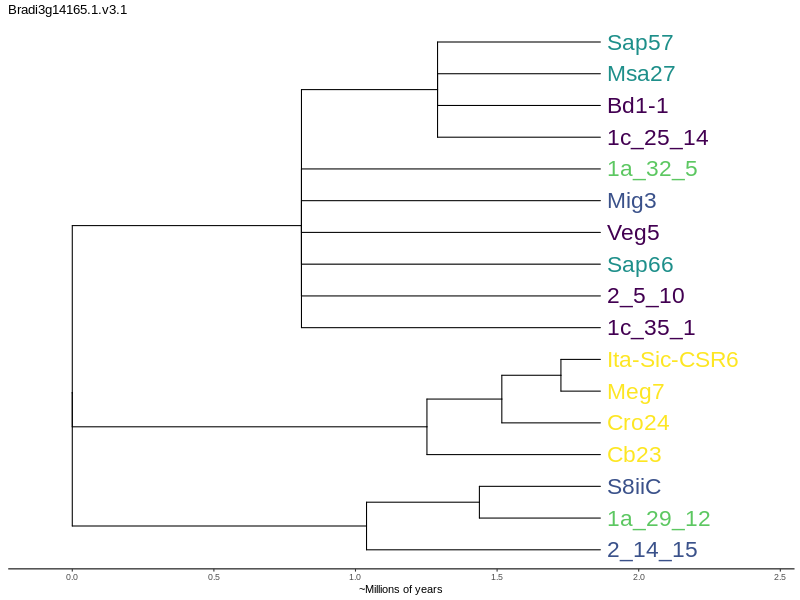 Bradi3g14165.1.v3.1
Sap57
Msa27
Bd1-1
1c_25_14
1a_32_5
Mig3
Veg5
Sap66
2_5_10
1c_35_1
Ita-Sic-CSR6
Meg7
Cro24
Cb23
S8iiC
1a_29_12
2_14_15
0.0 0.5 1.0 1.5 2.0 2.5
~Millions of years